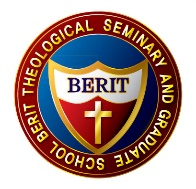 BERIT THEOLOGICAL SEMINARY AND GRADUATE SCHOOL
BERIT